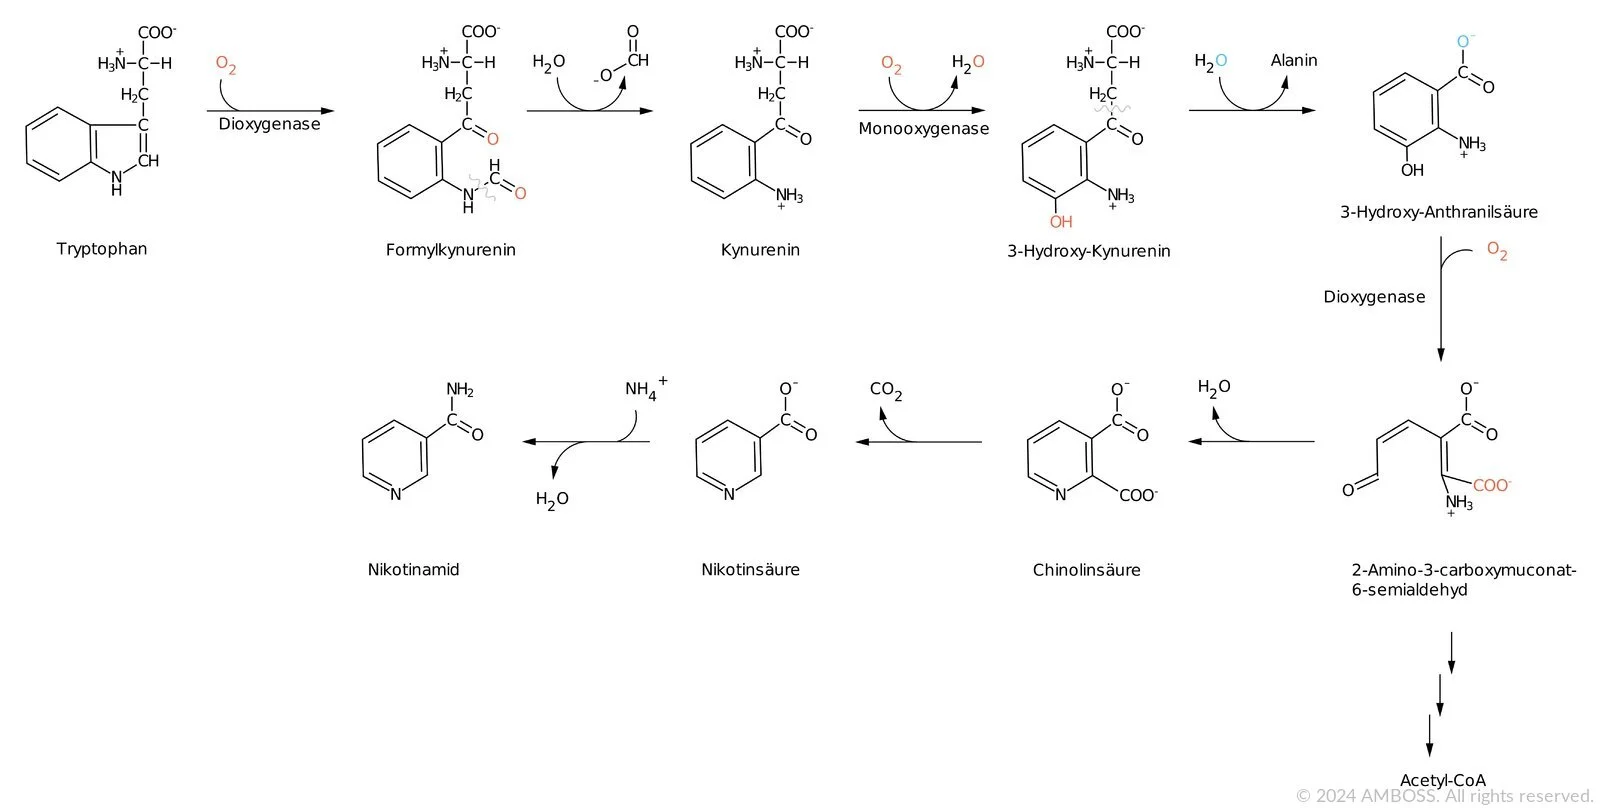 COO⁻ COO⁻ COO⁻ COO⁻
H₃N⁺–C–H O₂ H₃N⁺–C–H H₂O ⁻O–CH=O H₃N⁺–C–H O₂ H₂O H₃N⁺–C–H H₂O Alanin O⁻ C O
H₂C H₂C H₂C H₂C
Dioxygenase C O C O Monooxygenase C O NH₃⁺
CH N H H C O N H NH₃⁺ NH₃⁺ OH
OH
3-Hydroxy-Anthranilsäure
Tryptophan Formylkynurenin Kynurenin 3-Hydroxy-Kynurenin
O₂
Dioxygenase
NH₂ NH₄⁺ O⁻ CO₂ O⁻ H₂O O⁻
C O C O C O C O
N H₂O N N COO⁻ O COO⁻
NH₃⁺
Nikotinamid Nikotinsäure Chinolinsäure 2-Amino-3-carboxymuconat-
6-semialdehyd
Acetyl-CoA
© 2024 AMBOSS. All rights reserved.